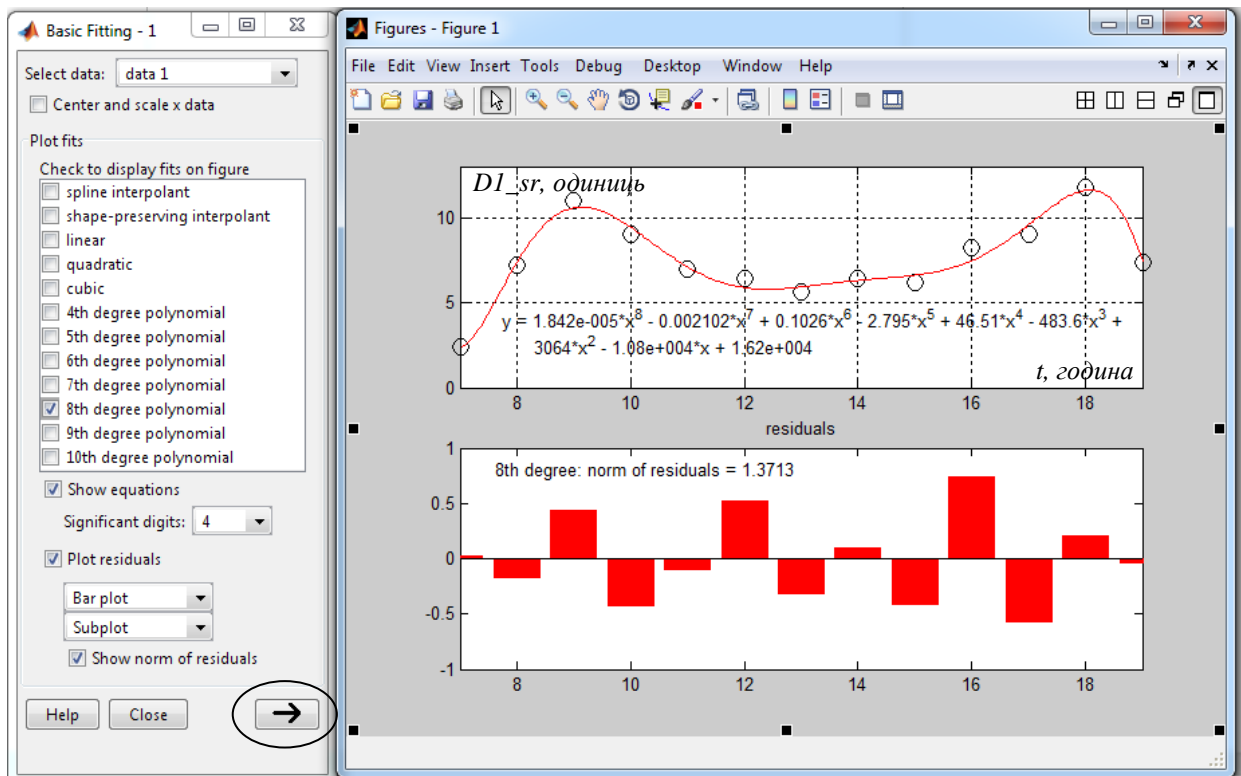 Basic Fitting - 1
Select data: data 1
Center and scale x data
Plot fits
Check to display fits on figure
spline interpolant
shape-preserving interpolant
linear
quadratic
cubic
4th degree polynomial
5th degree polynomial
6th degree polynomial
7th degree polynomial
8th degree polynomial
9th degree polynomial
10th degree polynomial
Show equations
Significant digits: 4
Plot residuals
Bar plot
Subplot
Show norm of residuals
Help Close →
Figures - Figure 1
File Edit View Insert Tools Debug Desktop Window Help
D1_sr, одиниць
10
5
0
y = 1.842e-005*x^8 - 0.002102*x^7 + 0.1026*x^6 - 2.795*x^5 + 46.51*x^4 - 483.6*x^3 +
3064*x^2 - 1.08e+004*x + 1.62e+004
t, година
8 10 12 14 16 18
residuals
8th degree: norm of residuals = 1.3713
1
0.5
0
-0.5
-1
8 10 12 14 16 18